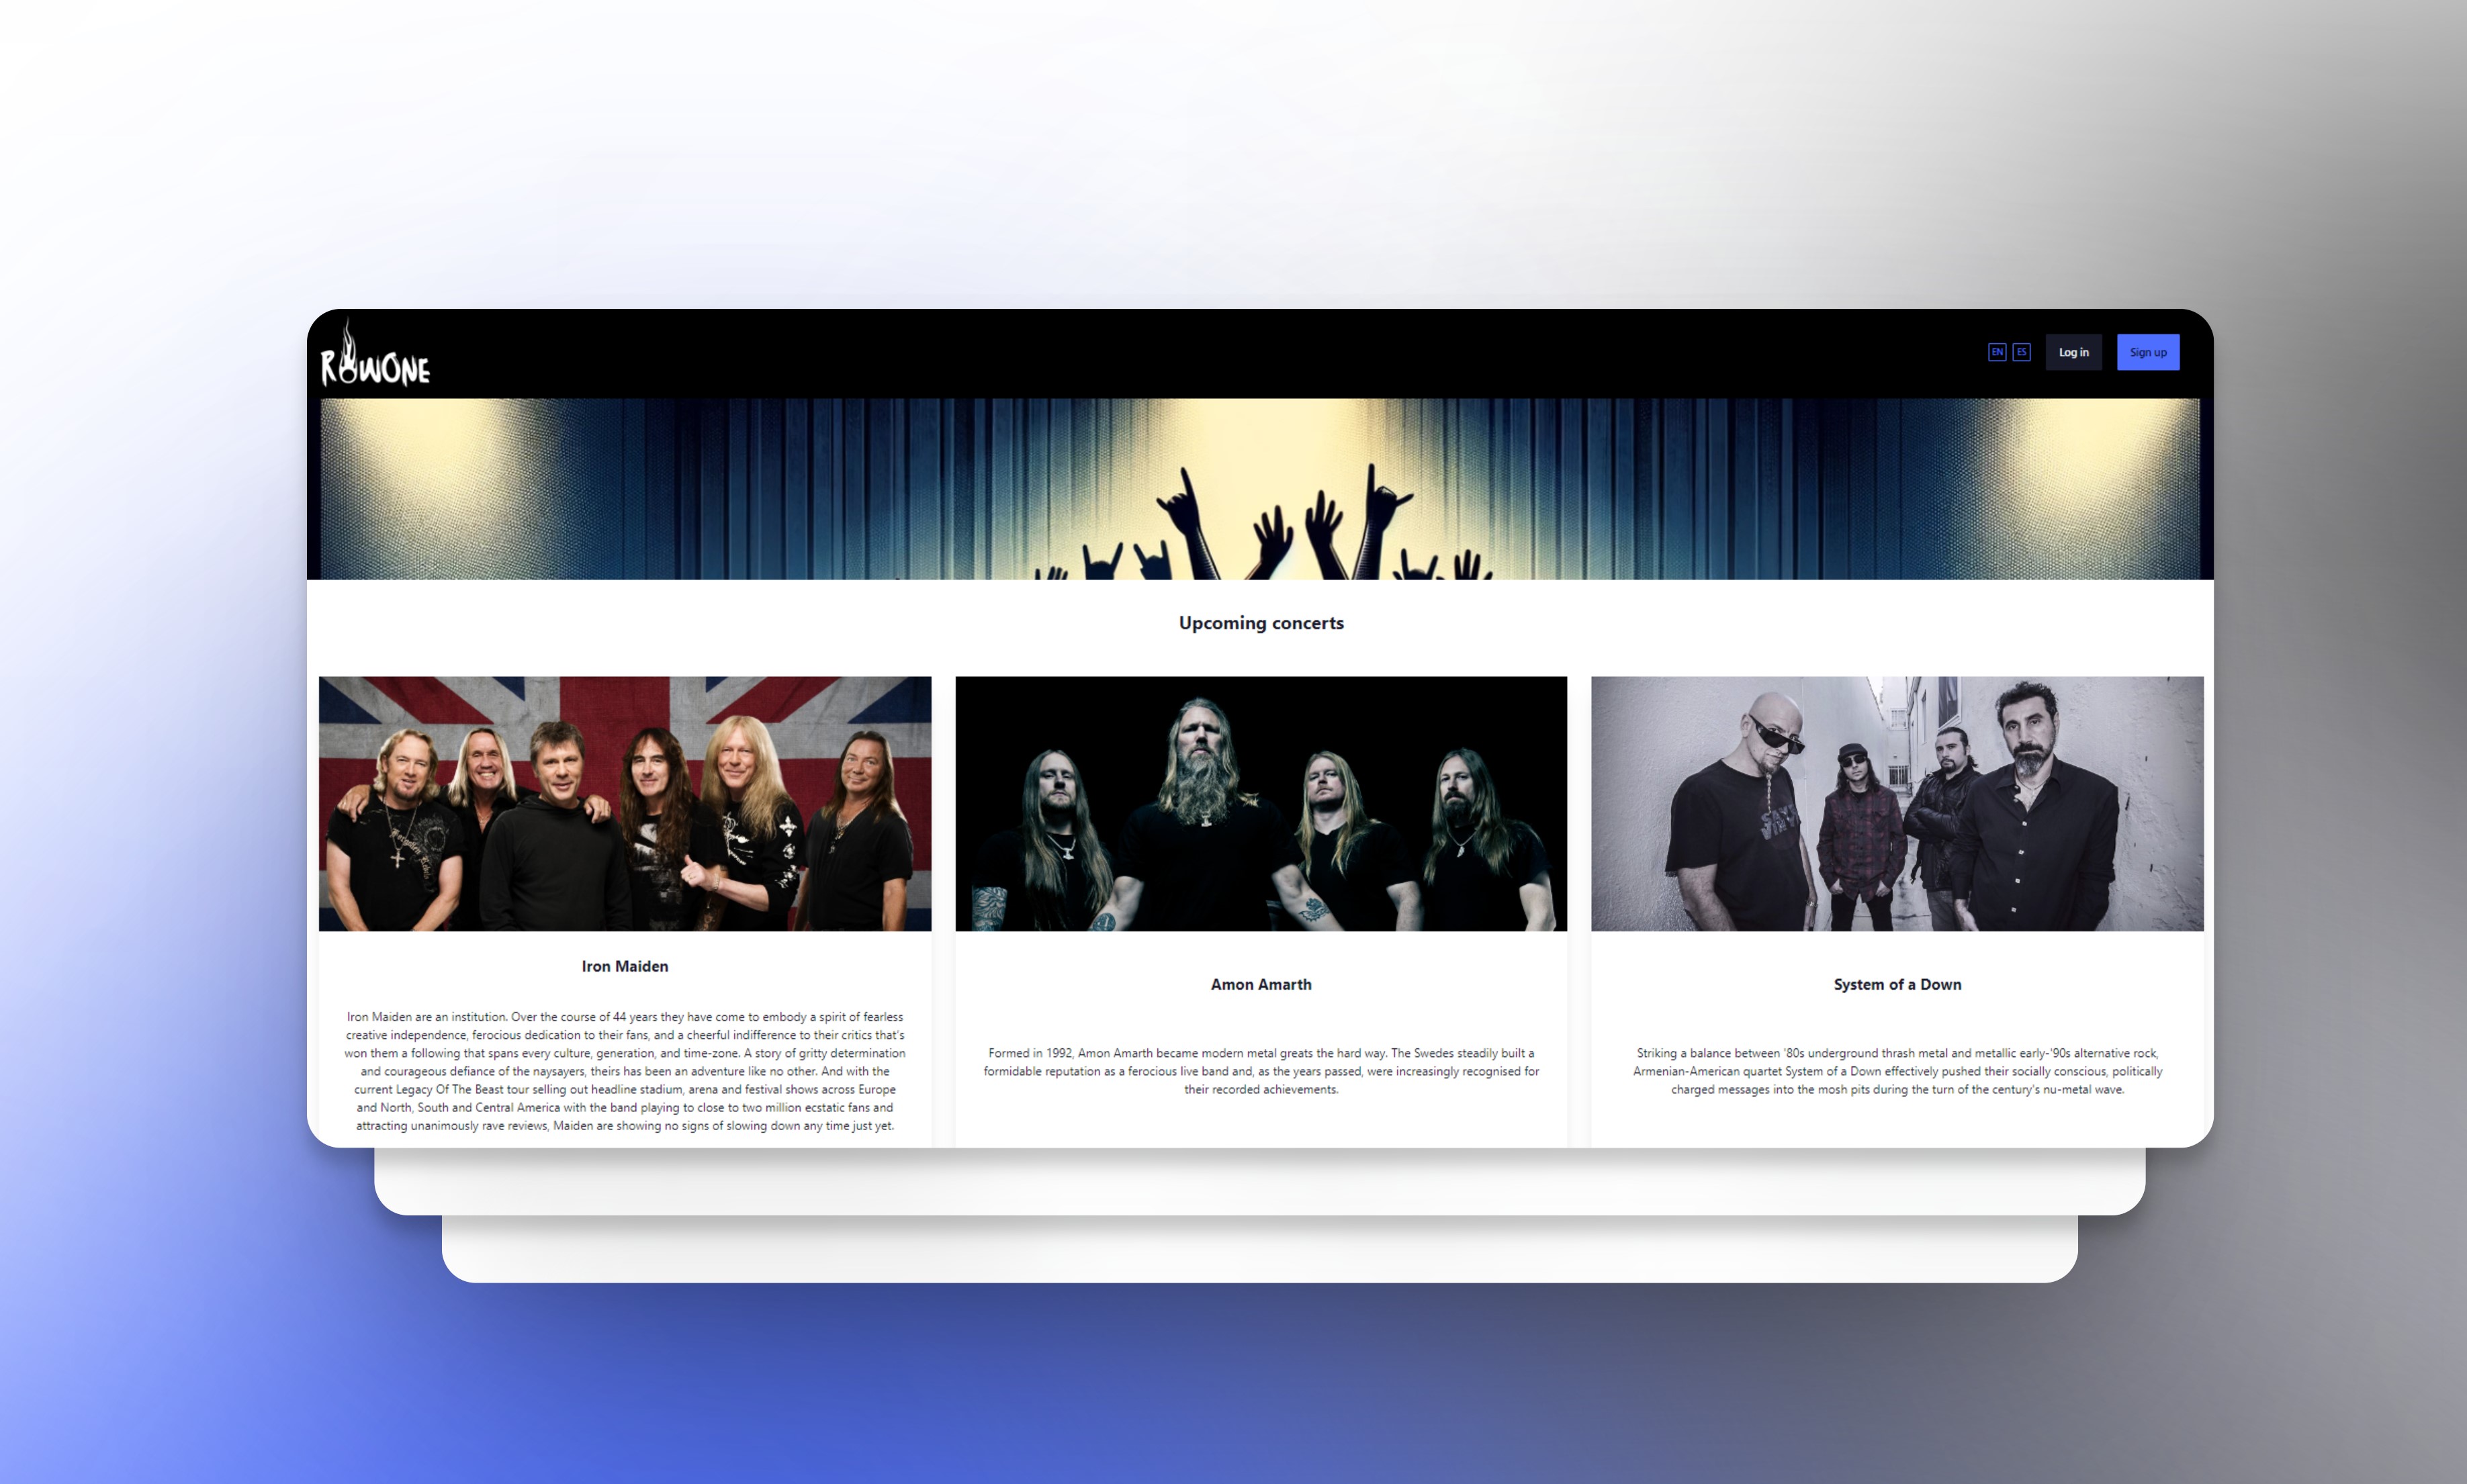 RowOne
EN ES Log in Sign up
Upcoming concerts
Iron Maiden
Iron Maiden are an institution. Over the course of 44 years they have come to embody a spirit of fearless
creative independence, ferocious dedication to their fans, and a cheerful indifference to their critics that's
won them a following that spans every culture, generation, and time-zone. A story of gritty determination
and courageous defiance of the naysayers, theirs has been an adventure like no other. And with the
current Legacy Of The Beast tour selling out headline stadium, arena and festival shows across Europe
and North, South and Central America with the band playing to close to two million ecstatic fans and
attracting unanimously rave reviews, Maiden are showing no signs of slowing down any time just yet.
Amon Amarth
Formed in 1992, Amon Amarth became modern metal greats the hard way. The Swedes steadily built a
formidable reputation as a ferocious live band and, as the years passed, were increasingly recognised for
their recorded achievements.
System of a Down
Striking a balance between '80s underground thrash metal and metallic early-'90s alternative rock,
Armenian-American quartet System of a Down effectively pushed their socially conscious, politically
charged messages into the mosh pits during the turn of the century's nu-metal wave.